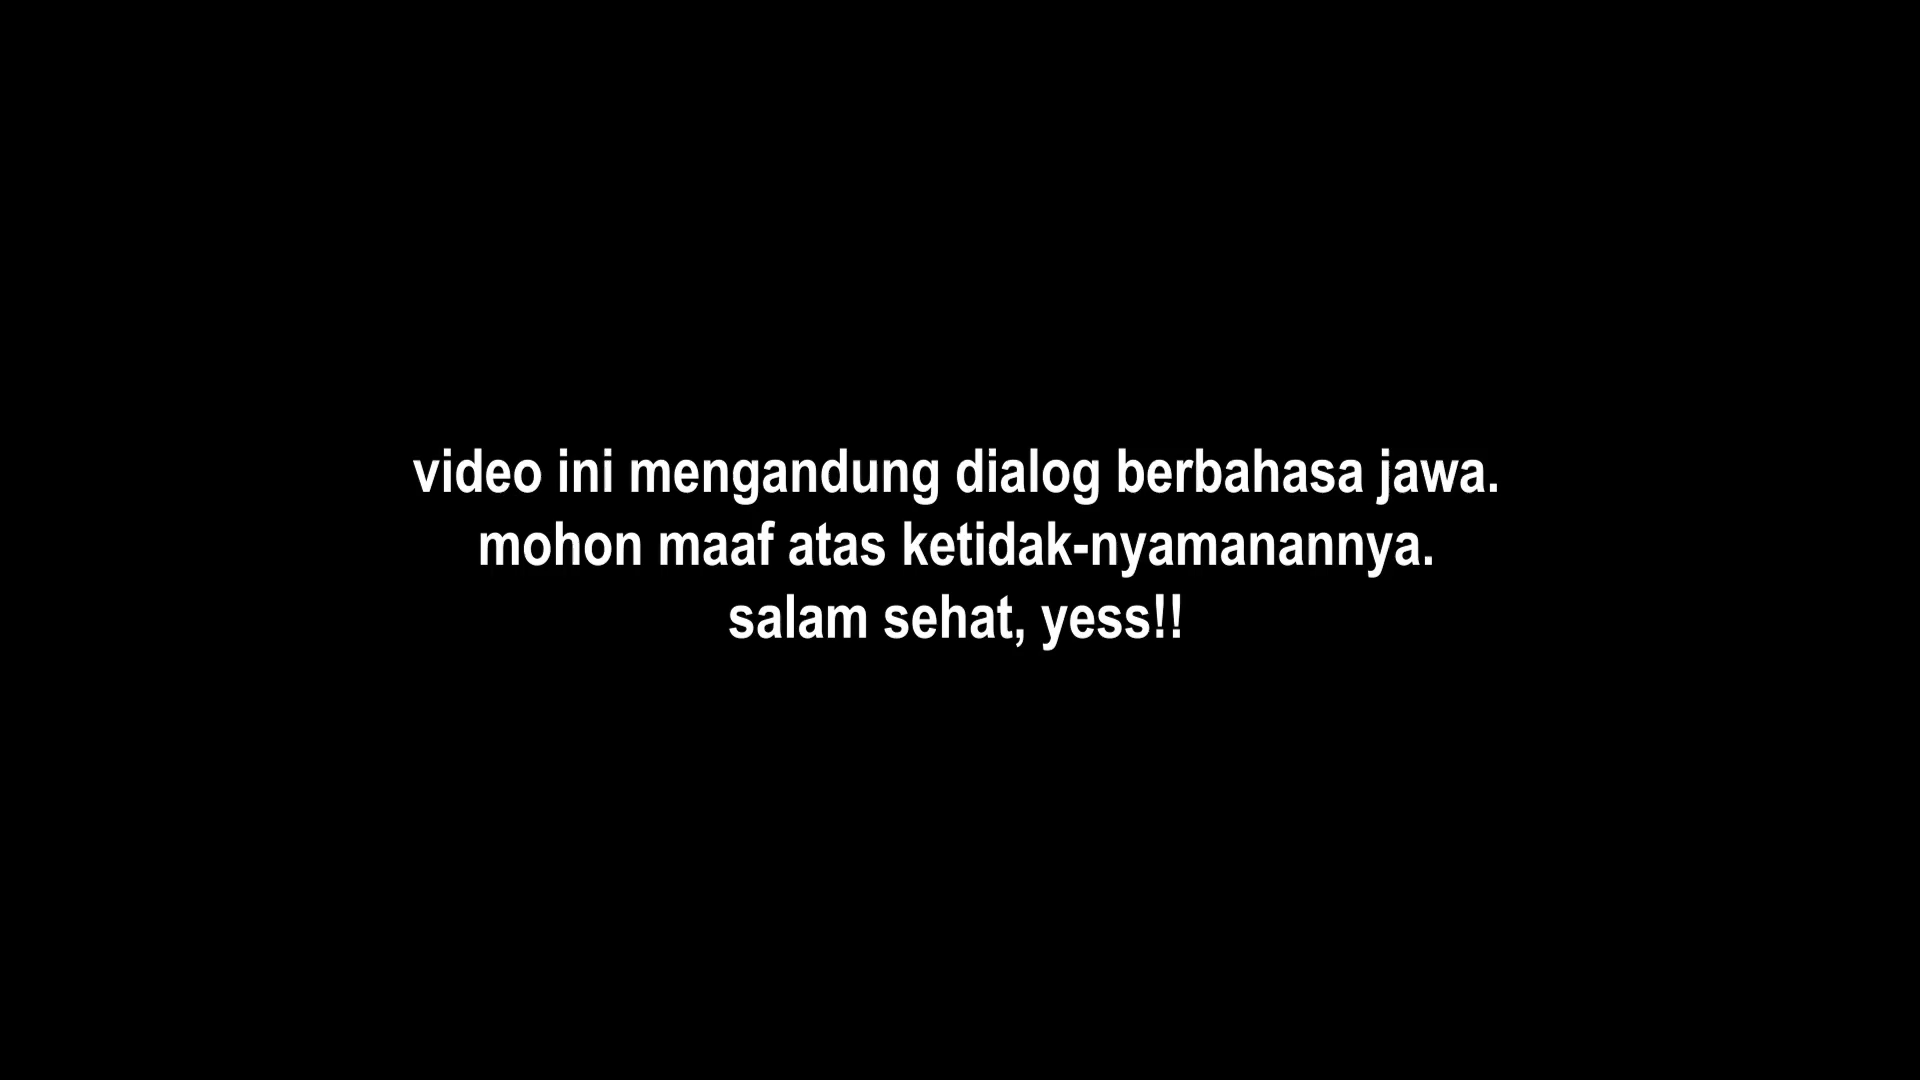 video ini mengandung dialog berbahasa jawa.
mohon maaf atas ketidak-nyamanannya.
salam sehat, yess!!